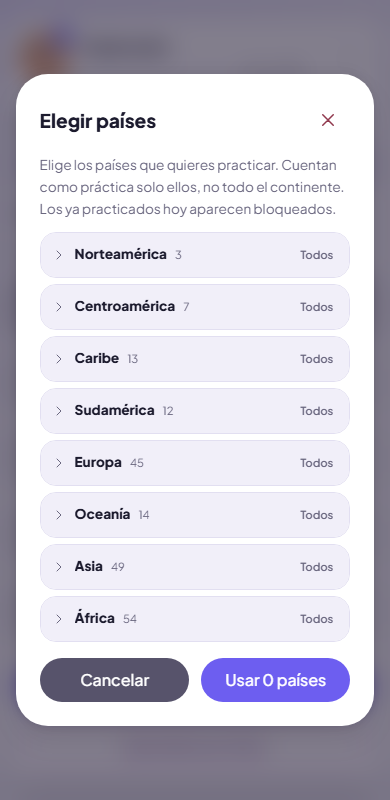 Elegir países
Elige los países que quieres practicar. Cuentan
como práctica solo ellos, no todo el continente.
Los ya practicados hoy aparecen bloqueados.
Norteamérica 3 Todos
Centroamérica 7 Todos
Caribe 13 Todos
Sudamérica 12 Todos
Europa 45 Todos
Oceanía 14 Todos
Asia 49 Todos
África 54 Todos
Cancelar Usar 0 países